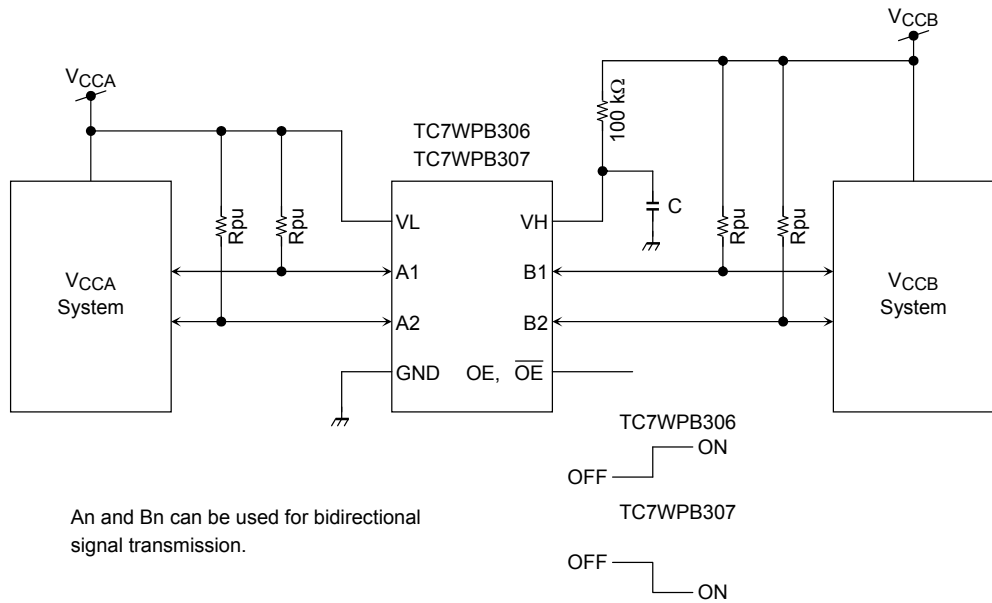 VCCB
VCCA
100 kΩ
TC7WPB306
TC7WPB307
Rpu
Rpu
VL
VH
C
Rpu
Rpu
VCCA
System
A1
B1
VCCB
System
A2
B2
GND
OE, O̅E̅
TC7WPB306
OFF
ON
TC7WPB307
OFF
ON
An and Bn can be used for bidirectional
signal transmission.